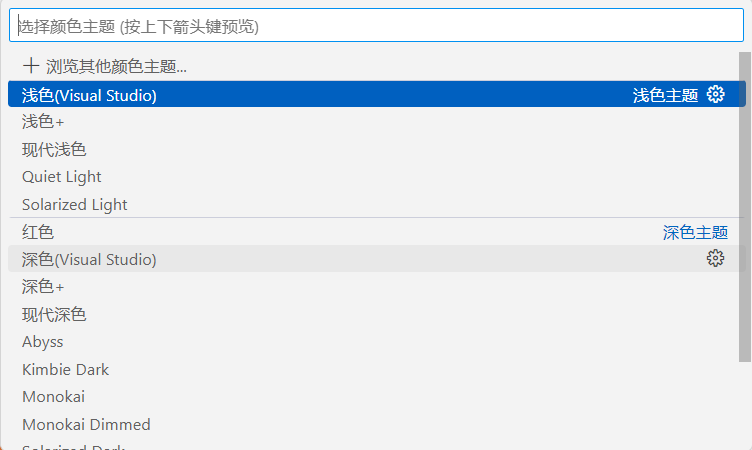 选择颜色主题 (按上下箭头键预览)
浏览其他颜色主题...
浅色(Visual Studio) 浅色主题
浅色+
现代浅色
Quiet Light
Solarized Light
红色 深色主题
深色(Visual Studio)
深色+
现代深色
Abyss
Kimbie Dark
Monokai
Monokai Dimmed
Solarized Dark